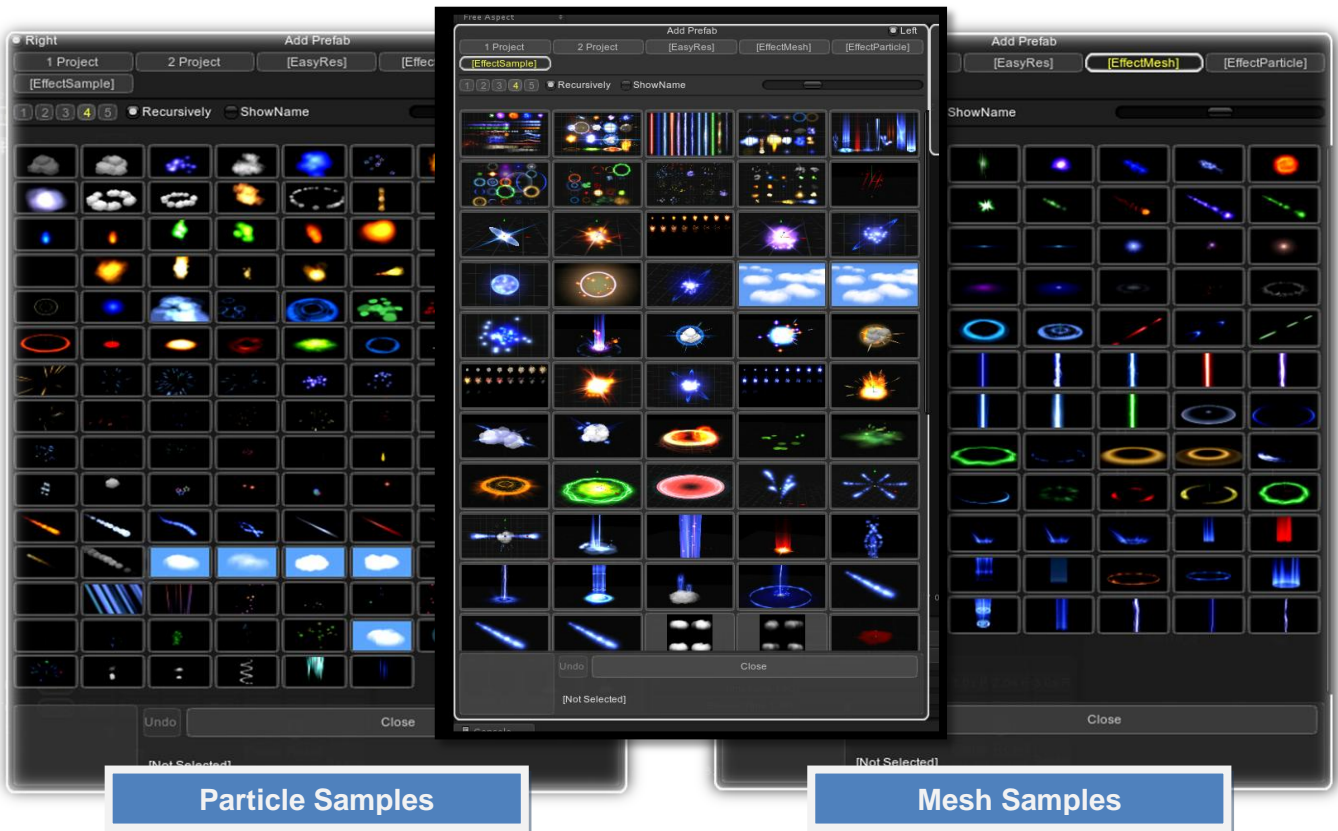 Right
Add Prefab
1 Project
2 Project
[EasyRes]
[Effec
[EffectSample]
1 2 3 4 5
Recursively
ShowName
Undo
Close
[Not Selected]
Particle Samples
Free Aspect
Add Prefab
Left
1 Project
2 Project
[EasyRes]
[EffectMesh]
[EffectParticle]
[EffectSample]
1 2 3 4 5
Recursively
ShowName
Undo
Close
[Not Selected]
Console
Add Prefab
[EasyRes]
[EffectMesh]
[EffectParticle]
ShowName
Close
[Not Selected]
Mesh Samples